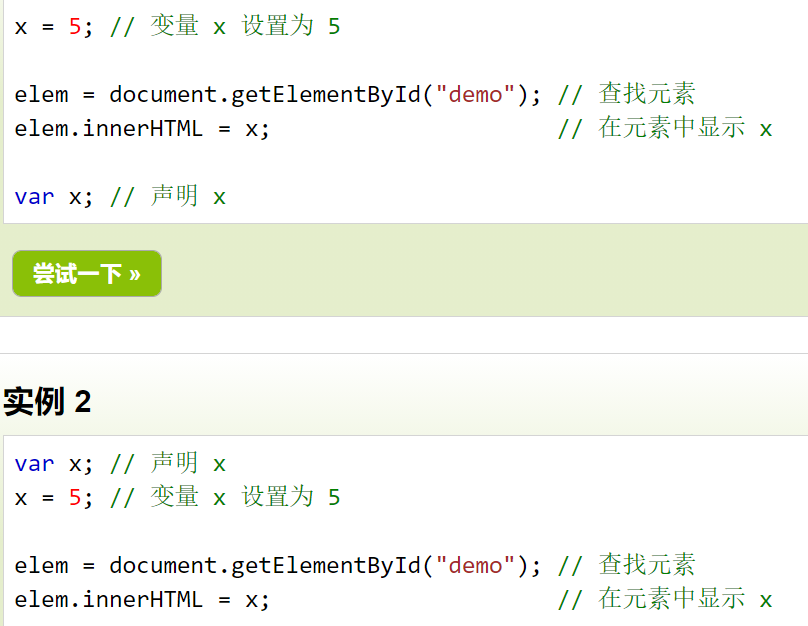 x = 5; // 变量 x 设置为 5
elem = document.getElementById("demo"); // 查找元素
elem.innerHTML = x;                     // 在元素中显示 x
var x; // 声明 x
尝试一下 »
实例 2
var x; // 声明 x
x = 5; // 变量 x 设置为 5
elem = document.getElementById("demo"); // 查找元素
elem.innerHTML = x;                     // 在元素中显示 x